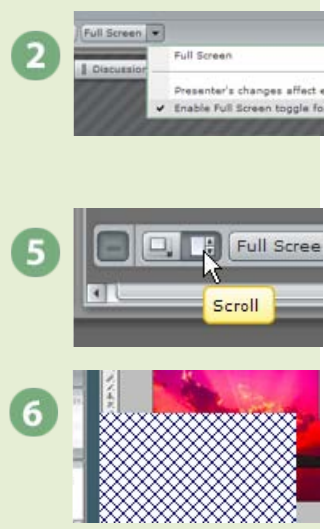 2
Full Screen
Full Screen
Discussion
Presenter's changes affect e
Enable Full Screen toggle fo
5
Full Scree
Scroll
6